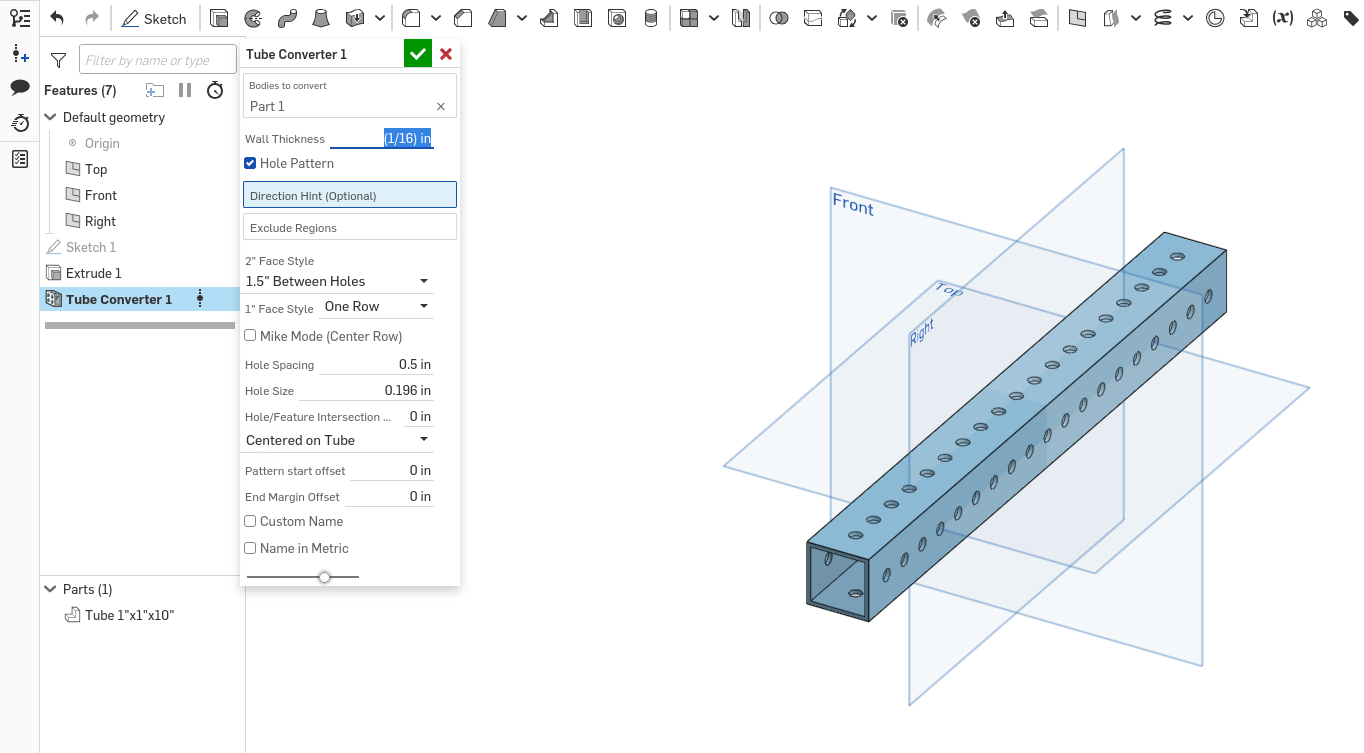 Sketch
(x)
Tube Converter 1
Filter by name or type
Features (7)
Default geometry
Origin
Top
Front
Right
Sketch 1
Extrude 1
Tube Converter 1
Parts (1)
Tube 1"x1"x10"
Bodies to convert
Part 1
Wall Thickness (1/16) in
Hole Pattern
Direction Hint (Optional)
Exclude Regions
2" Face Style
1.5" Between Holes
1" Face Style One Row
Mike Mode (Center Row)
Hole Spacing 0.5 in
Hole Size 0.196 in
Hole/Feature Intersection ... 0 in
Centered on Tube
Pattern start offset 0 in
End Margin Offset 0 in
Custom Name
Name in Metric
Front
Top
Right